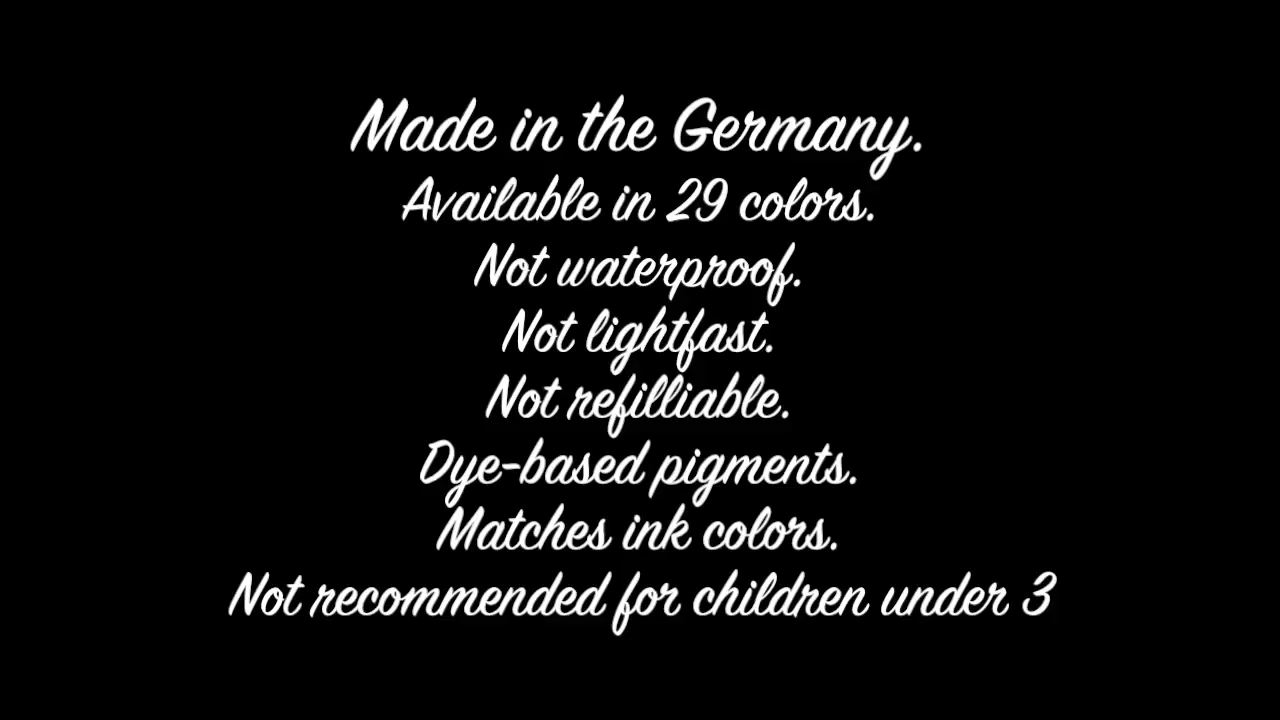 Made in the Germany.
Available in 29 colors.
Not waterproof.
Not lightfast.
Not refilliable.
Dye-based pigments.
Matches ink colors.
Not recommended for children under 3